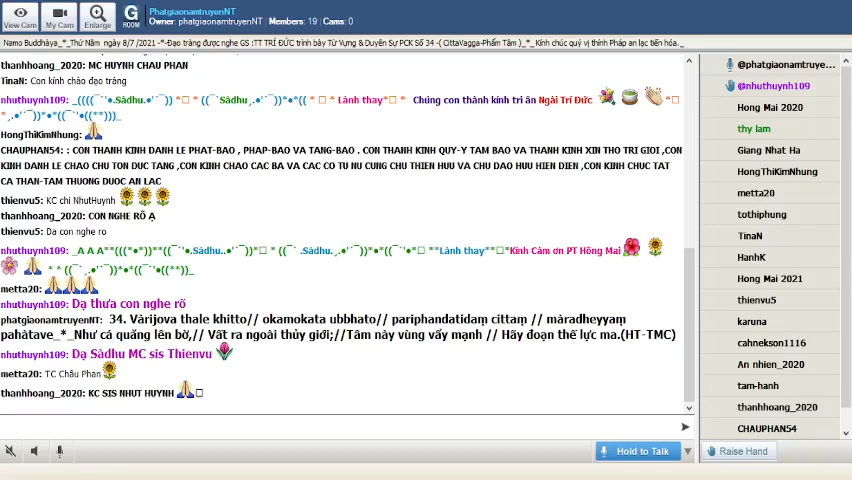 View Cam
My Cam
Enlarge
G
ROOM
PhatgiaonamtruyenNT
Owner: phatgiaonamtruyenNT | Members: 19 | Cams: 0
Namo Buddhàya_*_Thứ Năm ngày 8/7 /2021 -*-Đạo tràng được nghe GS :TT TRÍ ĐỨC trình bày Từ Vựng & Duyên Sự PCK Số 34 -( CittaVagga-Phẩm Tâm )_*_Kính chúc quý vị thính Pháp an lạc tiến hóa._
thanhhoang_2020: MC HUYNH CHAU PHAN
TinaN: Con kính chào đạo tràng
nhuthuynh109: _((((¯`'•.Sàdhu.•'´¯)) *□ * ((¯`Sàdhu¸.•'´¯))*•*(( * □ * Lành thay*□ * Chúng con thành kính tri ân Ngài Trí Đức *□
* ¸.•'´¯))*•*((¯`'•((**)))_
HongThiKimNhung:
CHAUPHAN54: : CON THANH KINH DANH LE PHAT-BAO , PHAP-BAO VA TANG-BAO . CON THANH KINH QUY-Y TAM BAO VA THANH KINH XIN THO TRI GIOI ,CON
KINH DANH LE CHAO CHU TON DUC TANG ,CON KINH CHAO CAC BA VA CAC CO TU NU CUNG CHU THIEN HUU VA CHU DAO HUU HIEN DIEN ,CON KINH CHUC TAT
CA THAN-TAM THUONG DUOC AN LAC
thienvu5: KC chi NhutHuynh
thanhhoang_2020: CON NGHE RÕ Ạ
thienvu5: Da con nghe ro
nhuthuynh109: _A A A**(((*•*))**((¯`'•.Sàdhu..•'´¯))*□ * ((¯` .Sàdhu. ¸.•'´¯))*•*((¯`'•*□ **Lành thay**□*Kính Cám ơn PT Hồng Mai
* * ((¯`¸.•'´¯))*•*((¯`'•((**))_
metta20:
nhuthuynh109: Dạ thưa con nghe rõ
phatgiaonamtruyenNT: 34. Vàrijova thale khitto// okamokata ubbhato// pariphandatidaṃ cittaṃ // màradheyyaṃ
pahàtave_*_Như cá quăng lên bờ,// Vất ra ngoài thủy giới;//Tâm này vùng vẫy mạnh // Hãy đoạn thế lực ma.(HT-TMC)
nhuthuynh109: Dạ Sàdhu MC sis Thienvu
metta20: TC Châu Phan
thanhhoang_2020: KC SIS NHUT HUYNH □
Hold to Talk
@phatgiaonamtruye...
@nhuthuynh109
Hong Mai 2020
thy lam
Giang Nhat Ha
HongThiKimNhung
metta20
tothiphung
TinaN
HanhK
Hong Mai 2021
thienvu5
karuna
cahnekson1116
An nhien_2020
tam-hanh
thanhhoang_2020
CHAUPHAN54
Raise Hand